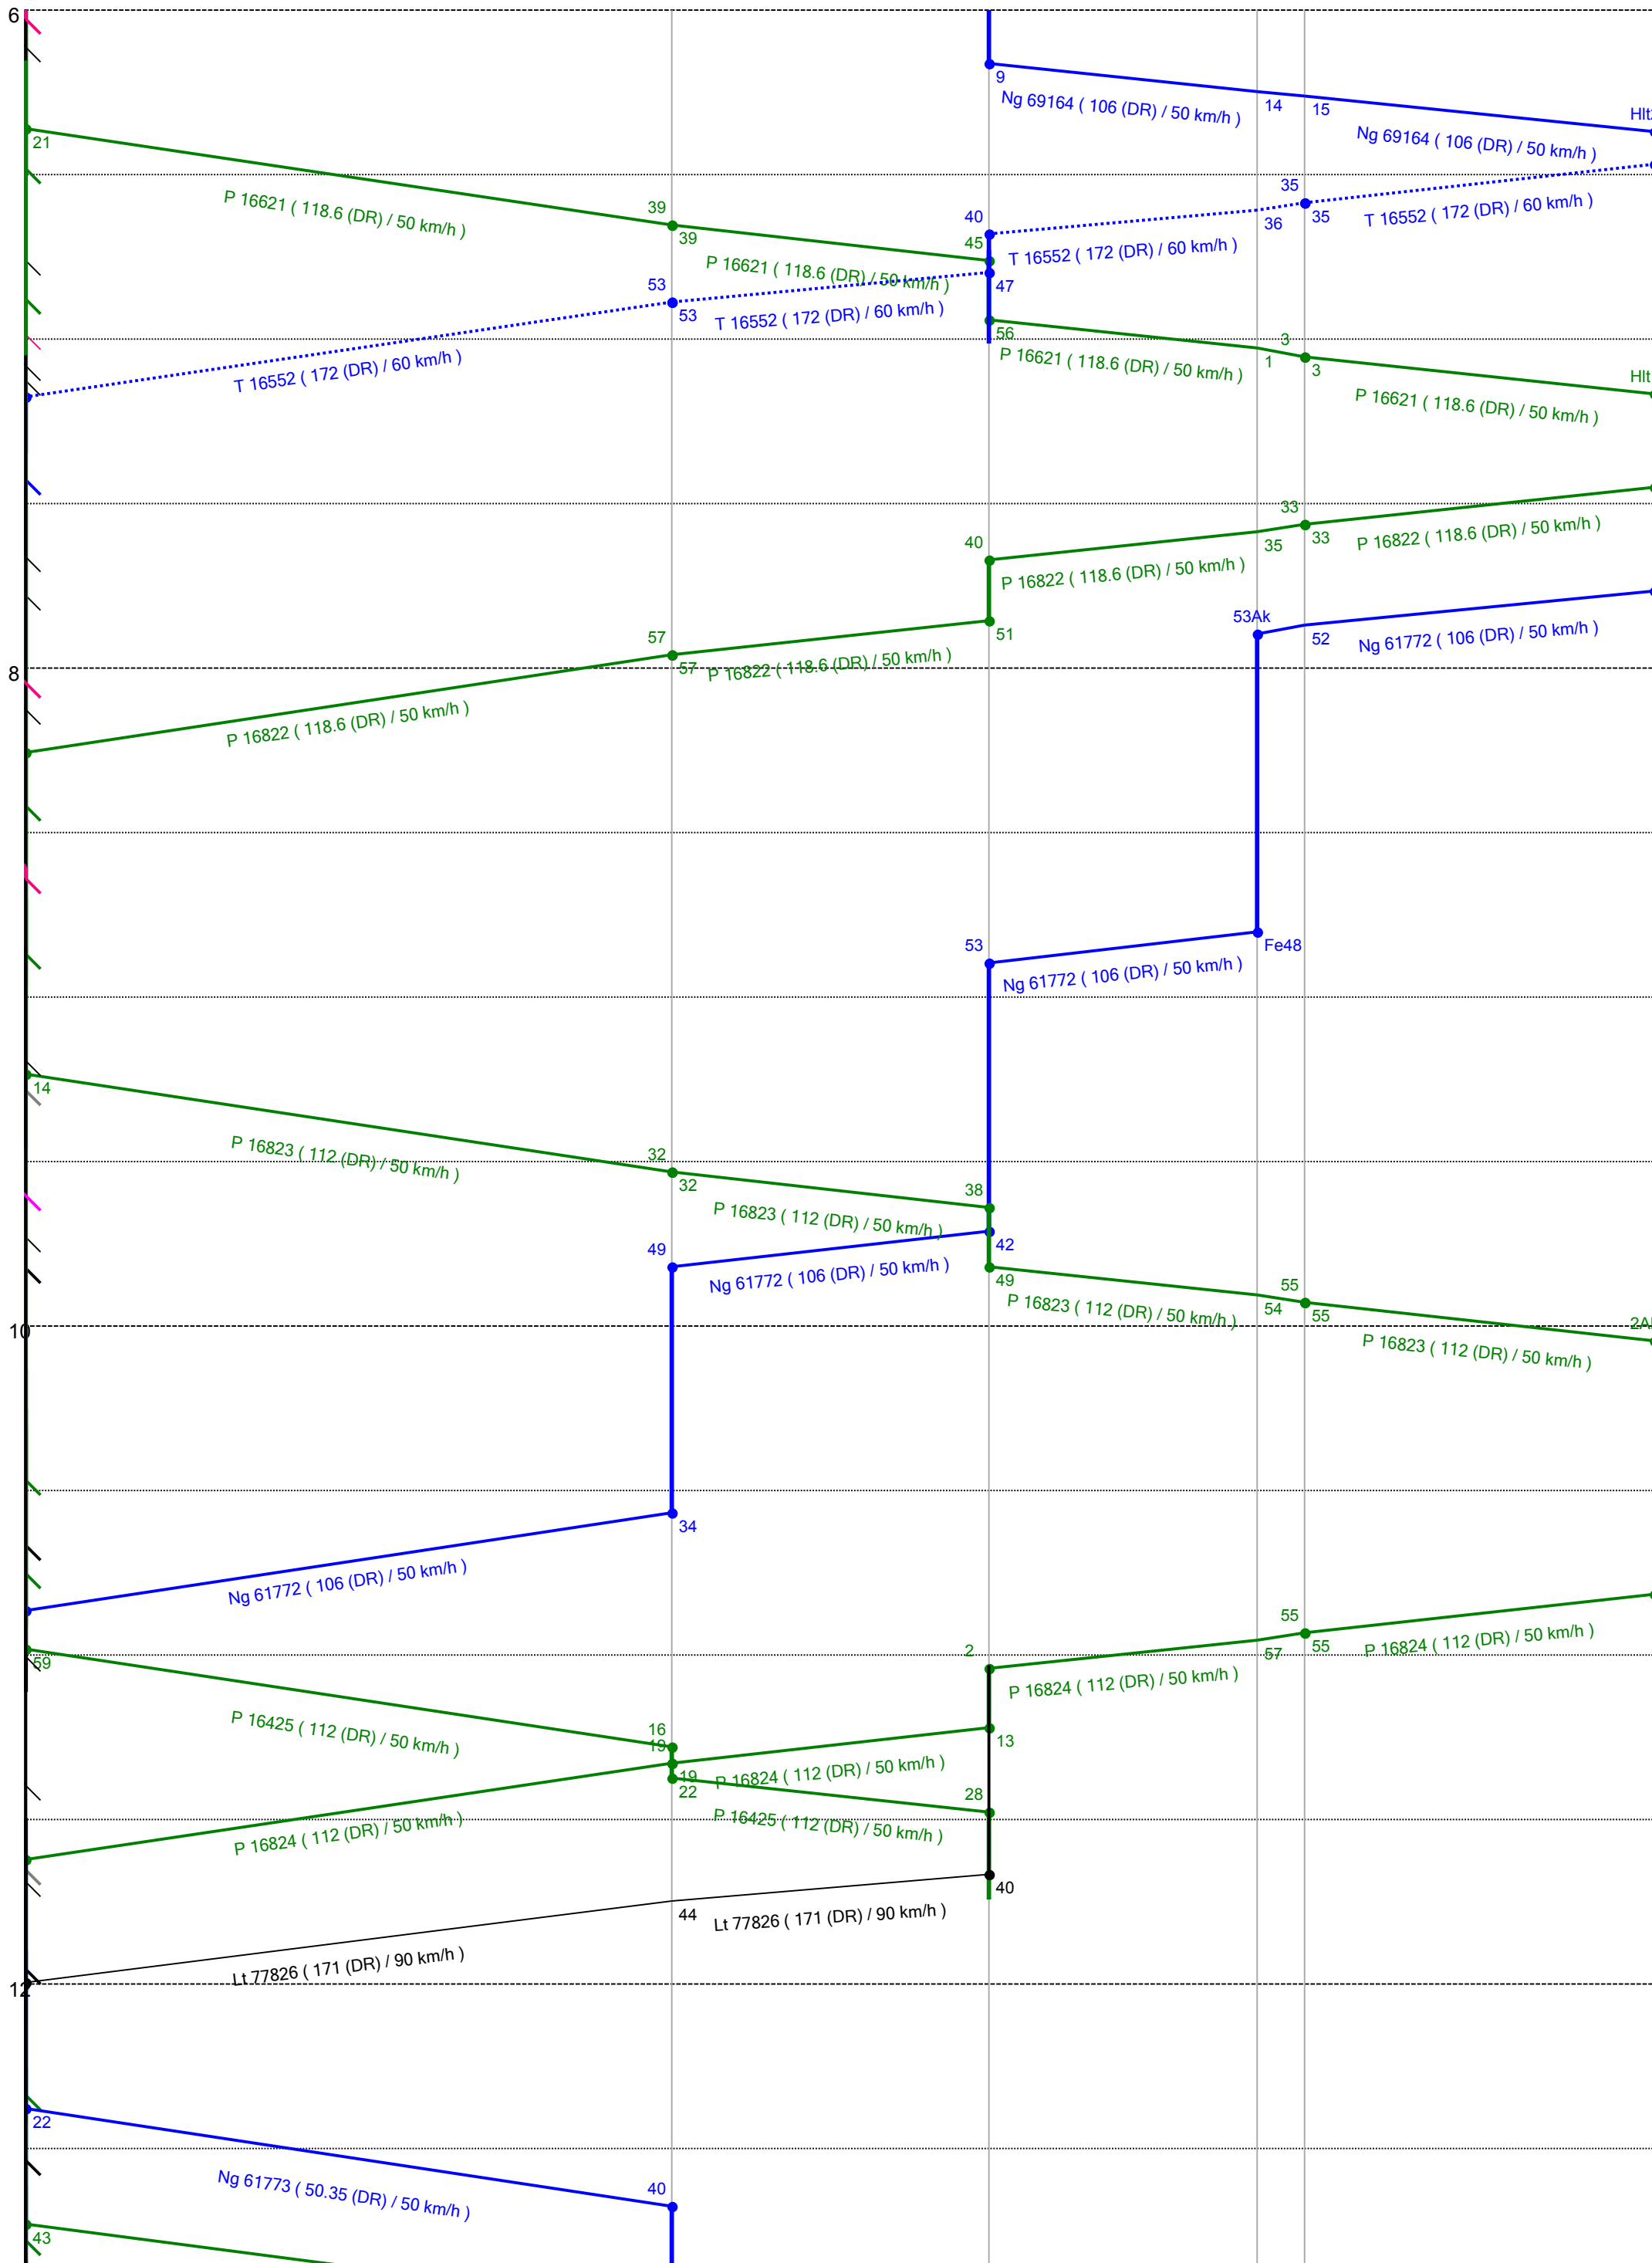 6
9
Ng 69164 ( 106 (DR) / 50 km/h )
14
15
Hlt
Ng 69164 ( 106 (DR) / 50 km/h )
21
P 16621 ( 118.6 (DR) / 50 km/h )
39
39
35
35
36
T 16552 ( 172 (DR) / 60 km/h )
40
45
T 16552 ( 172 (DR) / 60 km/h )
P 16621 ( 118.6 (DR) / 50 km/h )
47
53
53
T 16552 ( 172 (DR) / 60 km/h )
56
P 16621 ( 118.6 (DR) / 50 km/h )
3
1
3
T 16552 ( 172 (DR) / 60 km/h )
Hlt
P 16621 ( 118.6 (DR) / 50 km/h )
33
33
35
P 16822 ( 118.6 (DR) / 50 km/h )
40
P 16822 ( 118.6 (DR) / 50 km/h )
53Ak
52
Ng 61772 ( 106 (DR) / 50 km/h )
51
57
57
P 16822 ( 118.6 (DR) / 50 km/h )
8
P 16822 ( 118.6 (DR) / 50 km/h )
53
Fe48
Ng 61772 ( 106 (DR) / 50 km/h )
14
P 16823 ( 112 (DR) / 50 km/h )
32
32
38
P 16823 ( 112 (DR) / 50 km/h )
42
49
Ng 61772 ( 106 (DR) / 50 km/h )
49
P 16823 ( 112 (DR) / 50 km/h )
55
54
55
2A
P 16823 ( 112 (DR) / 50 km/h )
10
34
Ng 61772 ( 106 (DR) / 50 km/h )
55
55
57
P 16824 ( 112 (DR) / 50 km/h )
2
P 16824 ( 112 (DR) / 50 km/h )
59
P 16425 ( 112 (DR) / 50 km/h )
16
19
13
19
P 16824 ( 112 (DR) / 50 km/h )
22
28
P 16425 ( 112 (DR) / 50 km/h )
P 16824 ( 112 (DR) / 50 km/h )
40
44
Lt 77826 ( 171 (DR) / 90 km/h )
Lt 77826 ( 171 (DR) / 90 km/h )
12
22
Ng 61773 ( 50.35 (DR) / 50 km/h )
40
43